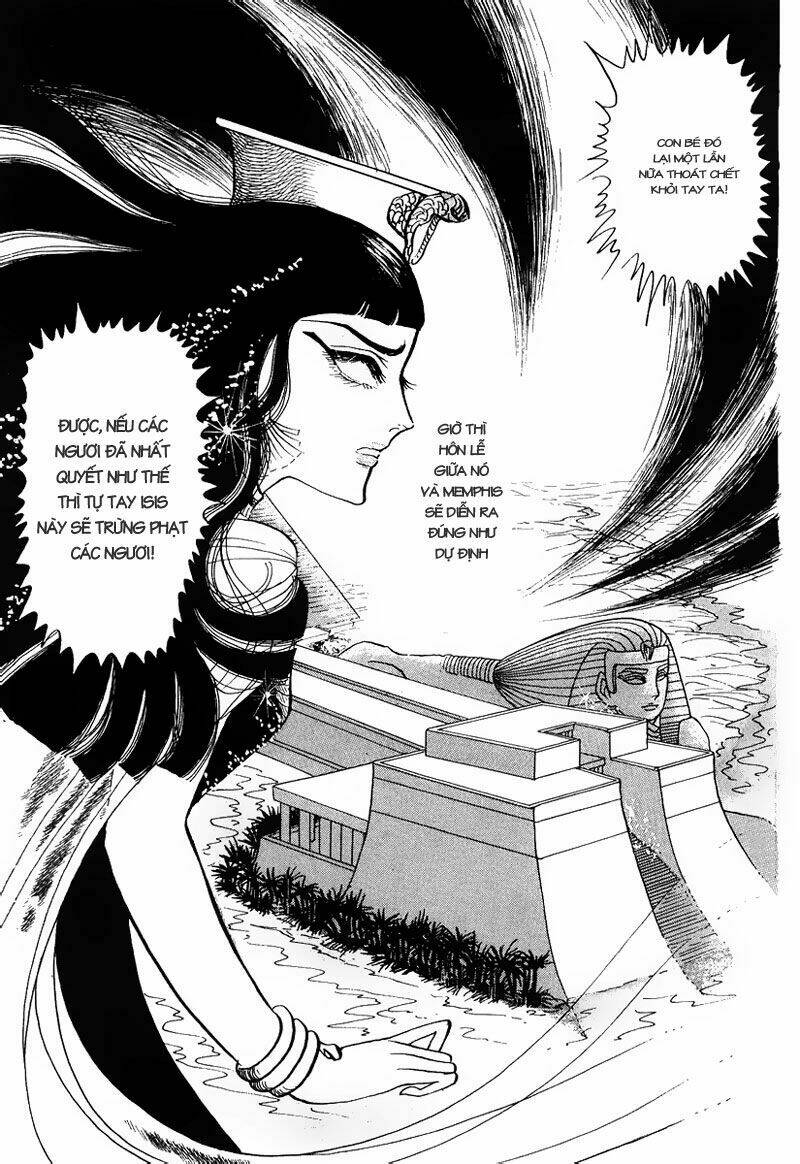 CON BÉ ĐÓ
LẠI MỘT LẦN
NỮA THOÁT CHẾT
KHỎI TAY TA!
GIỜ THÌ
HÔN LỄ
GIỮA NÓ
VÀ MEMPHIS
SẼ DIỄN RA
ĐÚNG NHƯ
DỰ ĐỊNH
ĐƯỢC, NẾU CÁC
NGƯƠI ĐÃ NHẤT
QUYẾT NHƯ THẾ
THÌ TỰ TAY ISIS
NÀY SẼ TRỪNG PHẠT
CÁC NGƯƠI!